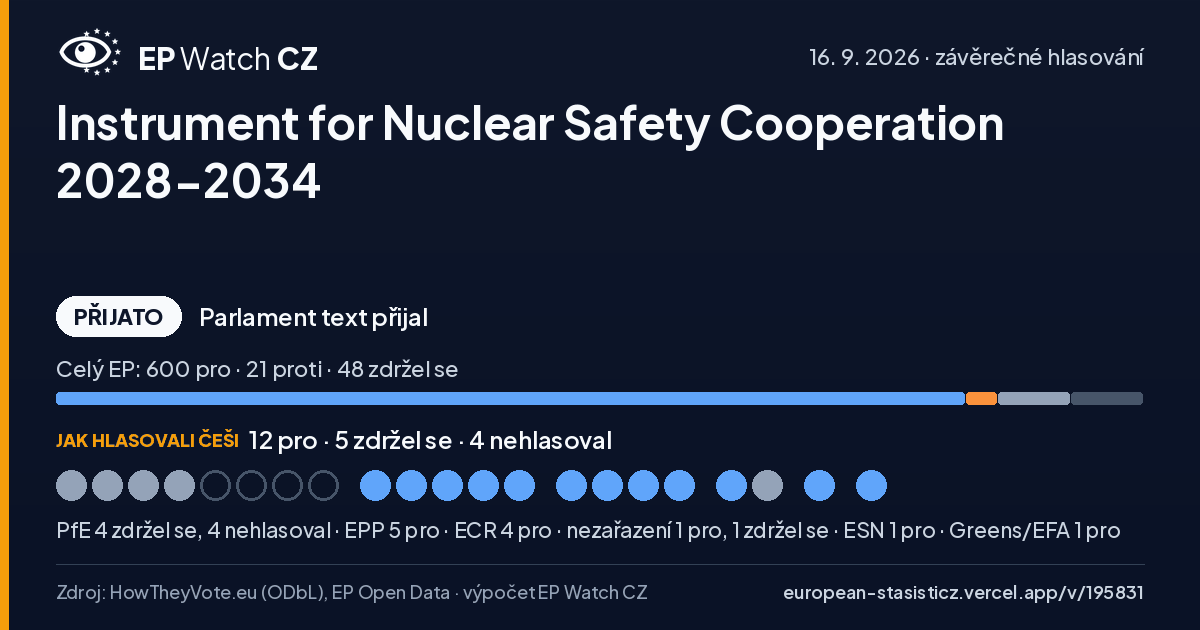 EP Watch CZ
16. 9. 2026 · závěrečné hlasování
Instrument for Nuclear Safety Cooperation
2028–2034
PŘIJATO Parlament text přijal
Celý EP: 600 pro · 21 proti · 48 zdržel se
JAK HLASOVALI ČEŠI 12 pro · 5 zdržel se · 4 nehlasoval
PfE 4 zdržel se, 4 nehlasoval · EPP 5 pro · ECR 4 pro · nezařazení 1 pro, 1 zdržel se · ESN 1 pro · Greens/EFA 1 pro
Zdroj: HowTheyVote.eu (ODbL), EP Open Data · výpočet EP Watch CZ
european-stasisticz.vercel.app/v/195831